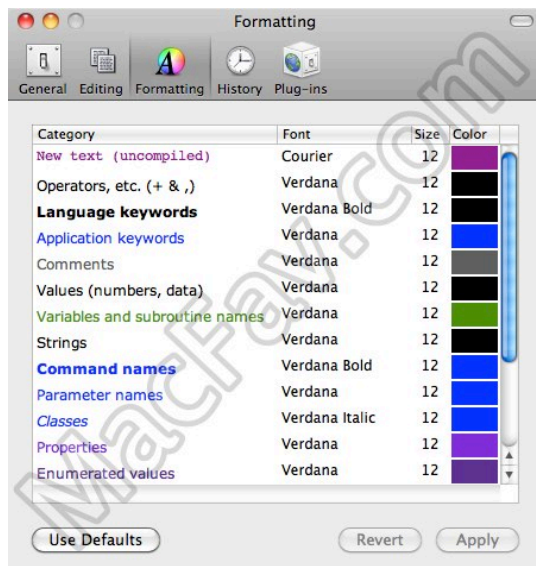 Formatting
General Editing Formatting History Plug-ins
Category Font Size Color
New text (uncompiled) Courier 12
Operators, etc. (+ & ,) Verdana 12
Language keywords Verdana Bold 12
Application keywords Verdana 12
Comments Verdana 12
Values (numbers, data) Verdana 12
Variables and subroutine names Verdana 12
Strings Verdana 12
Command names Verdana Bold 12
Parameter names Verdana 12
Classes Verdana Italic 12
Properties Verdana 12
Enumerated values Verdana 12
Use Defaults Revert Apply
MacFav.com